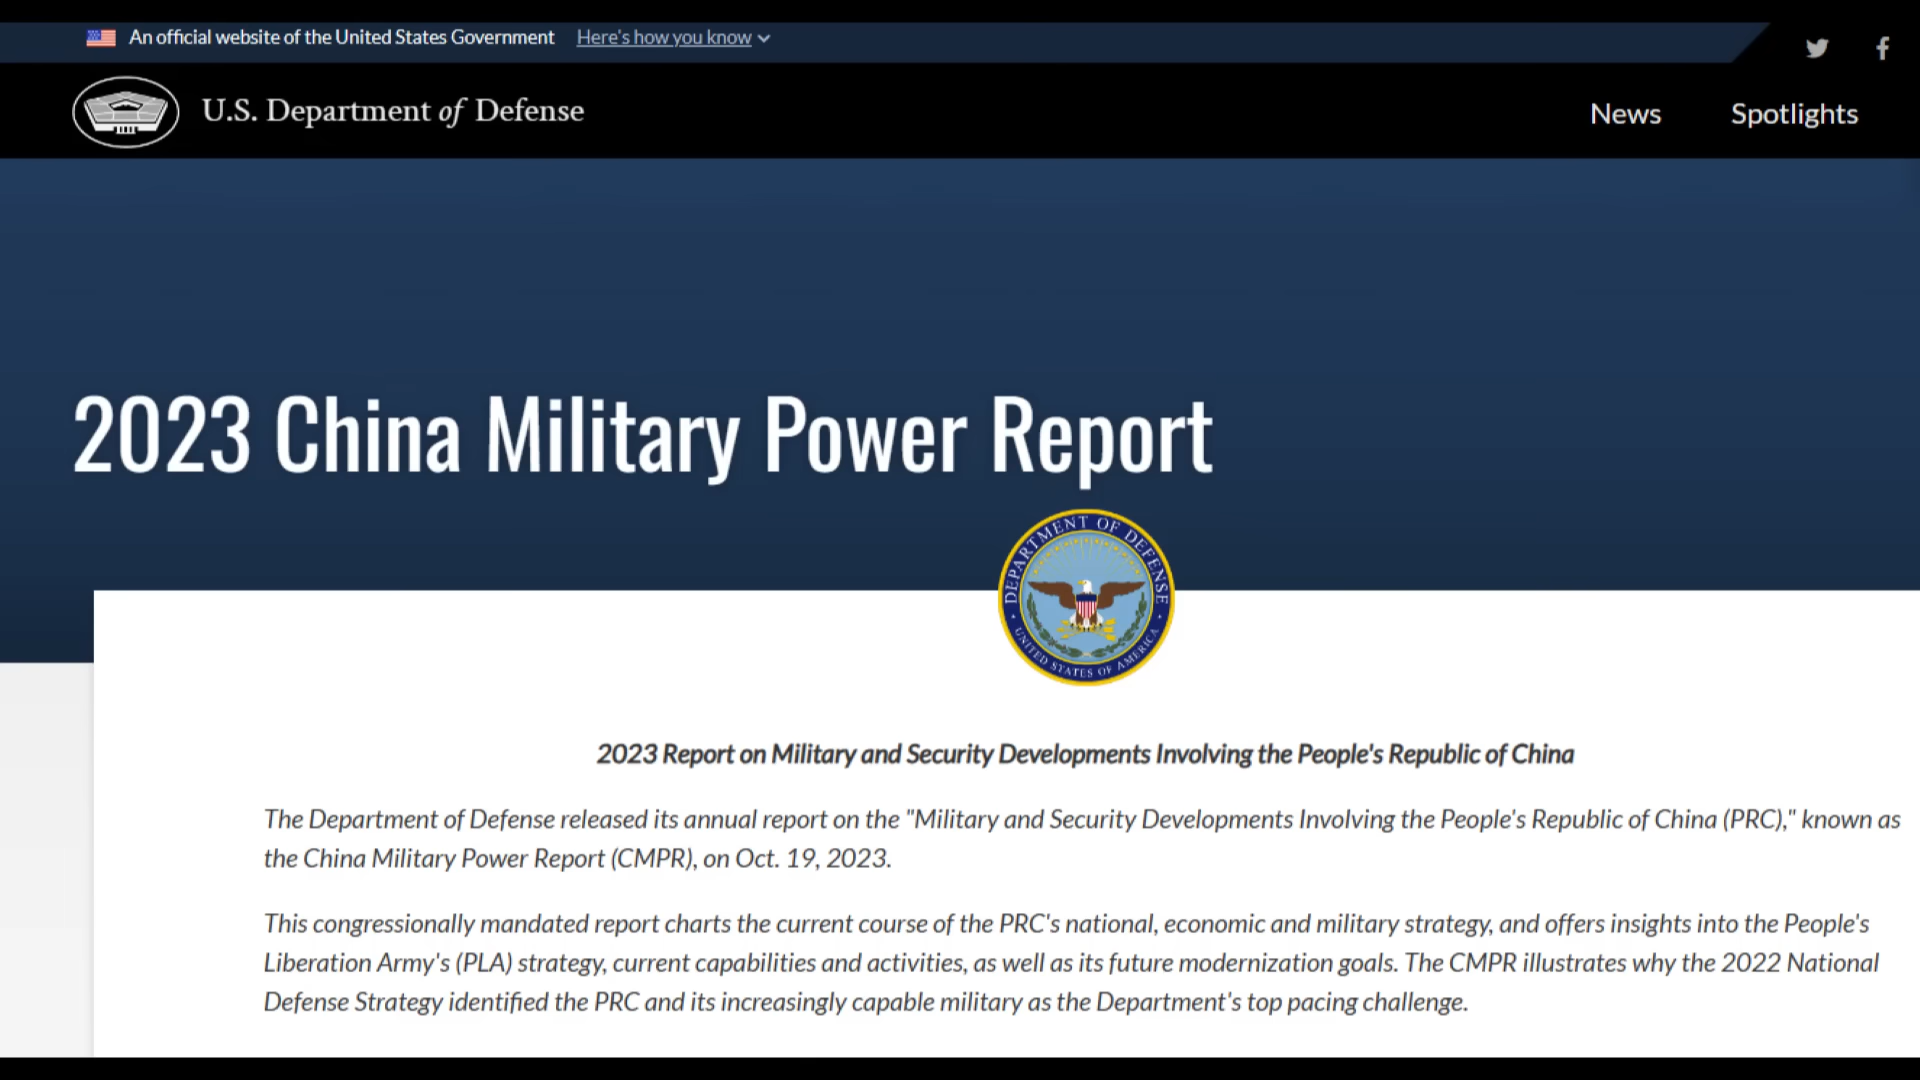 An official website of the United States Government Here's how you know
U.S. Department of Defense
News Spotlights
2023 China Military Power Report
DEPARTMENT OF DEFENSE
UNITED STATES OF AMERICA
2023 Report on Military and Security Developments Involving the People's Republic of China
The Department of Defense released its annual report on the "Military and Security Developments Involving the People's Republic of China (PRC)," known as
the China Military Power Report (CMPR), on Oct. 19, 2023.
This congressionally mandated report charts the current course of the PRC's national, economic and military strategy, and offers insights into the People's
Liberation Army's (PLA) strategy, current capabilities and activities, as well as its future modernization goals. The CMPR illustrates why the 2022 National
Defense Strategy identified the PRC and its increasingly capable military as the Department's top pacing challenge.